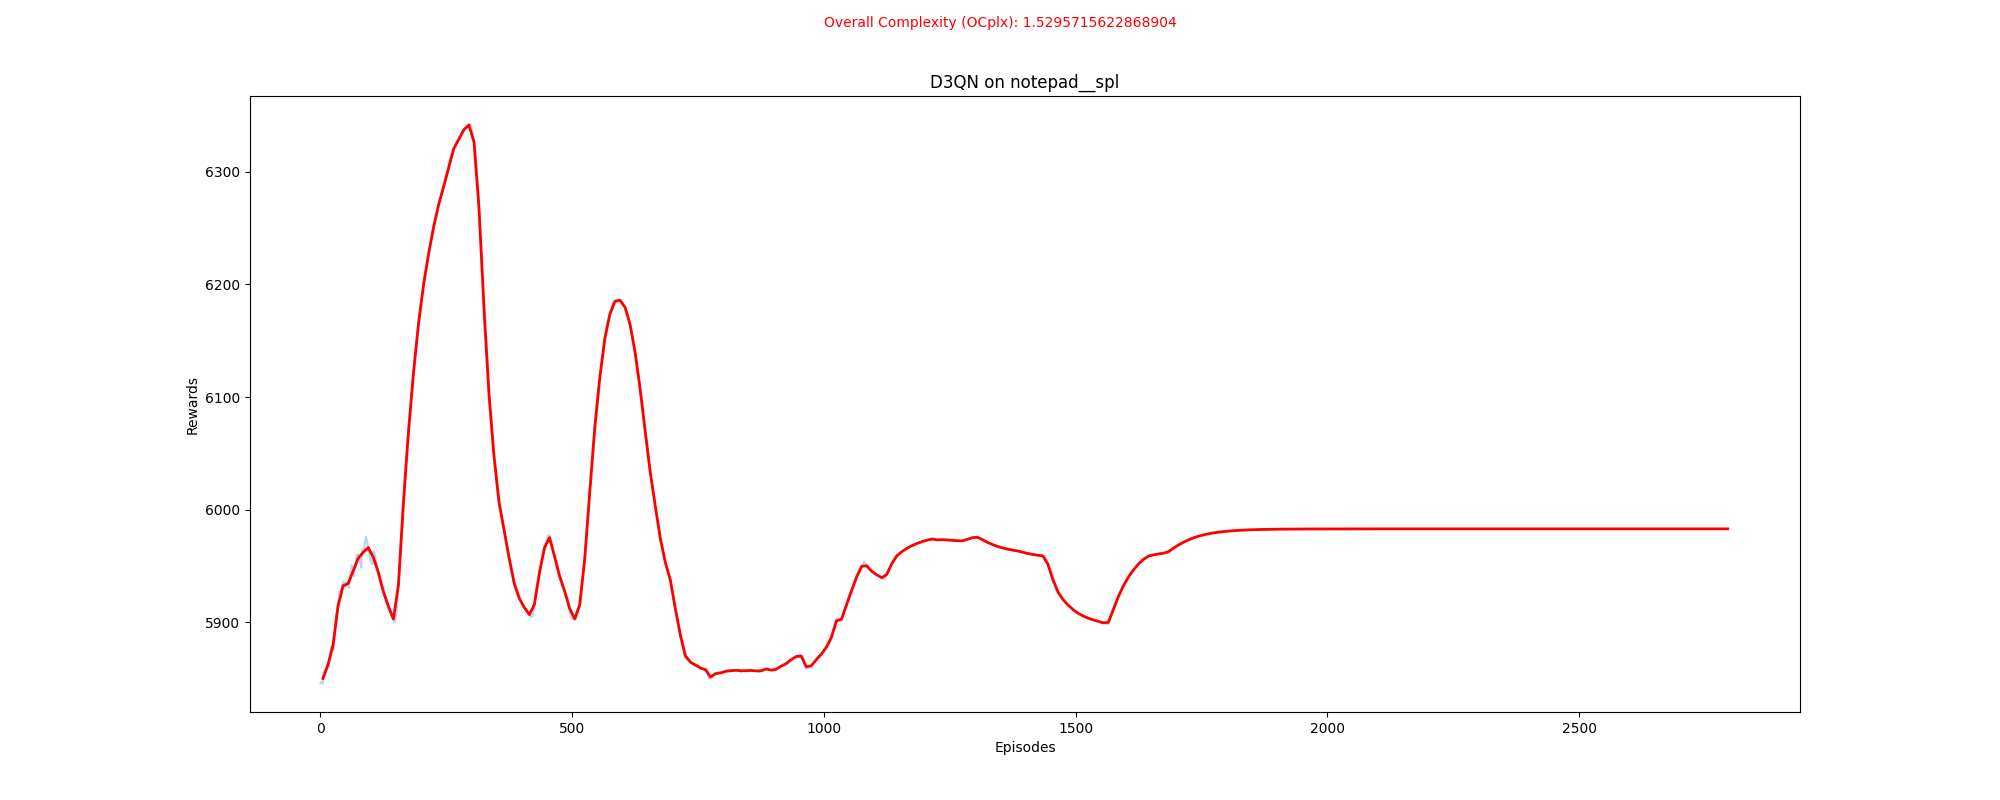 Overall Complexity (OCplx): 1.5295715622868904
D3QN on notepad__spl
6300
6200
6100
6000
5900
Rewards
0 500 1000 1500 2000 2500
Episodes